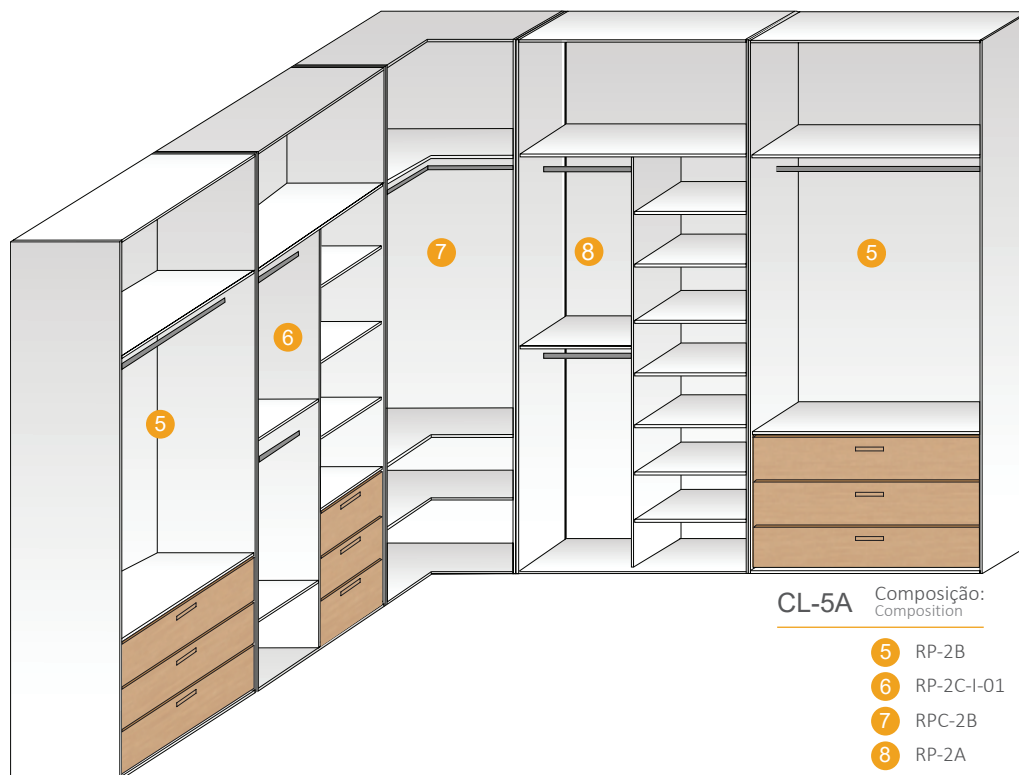 7
8
5
6
5
CL-5A Composição:
Composition
5 RP-2B
6 RP-2C-I-01
7 RPC-2B
8 RP-2A